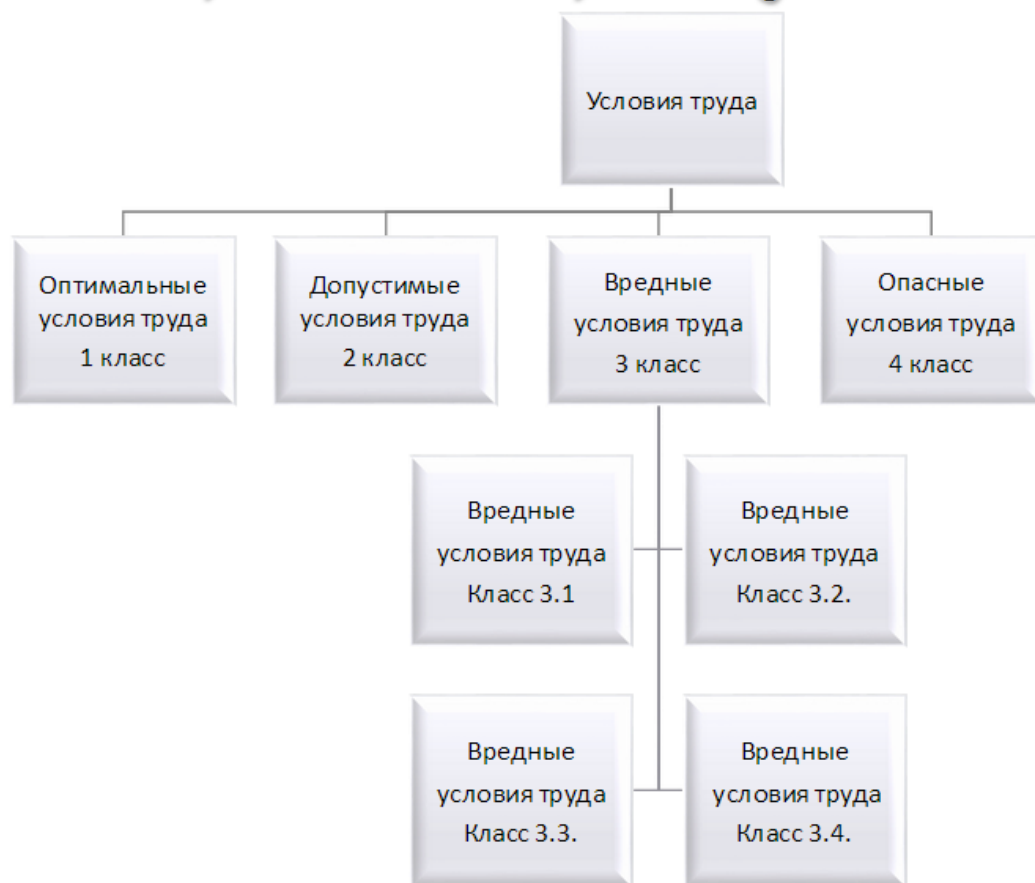 Условия труда
Оптимальные
условия труда
1 класс
Допустимые
условия труда
2 класс
Вредные
условия труда
3 класс
Опасные
условия труда
4 класс
Вредные
условия труда
Класс 3.1
Вредные
условия труда
Класс 3.2.
Вредные
условия труда
Класс 3.3.
Вредные
условия труда
Класс 3.4.